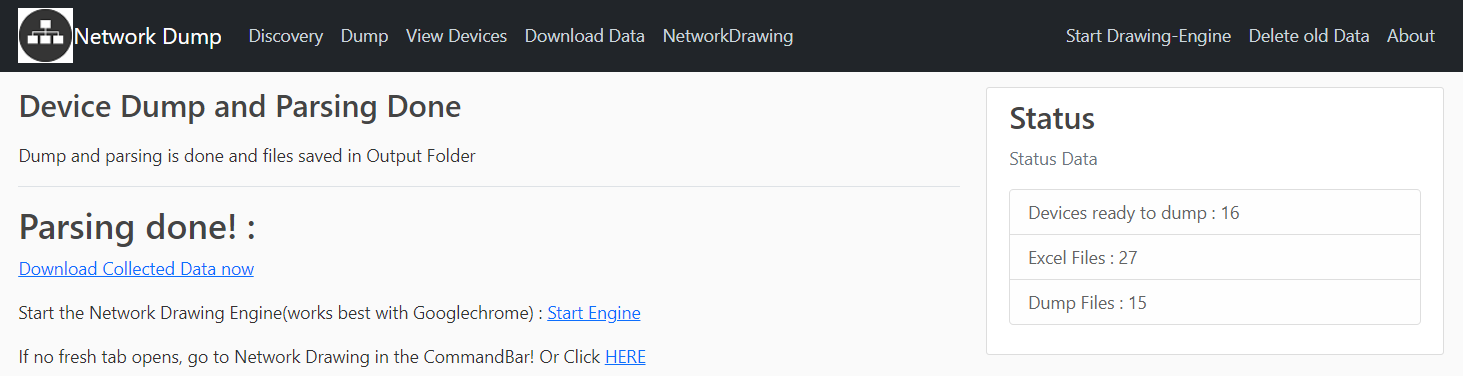 Network Dump Discovery Dump View Devices Download Data NetworkDrawing Start Drawing-Engine Delete old Data About
Device Dump and Parsing Done
Dump and parsing is done and files saved in Output Folder
Parsing done! :
Download Collected Data now
Start the Network Drawing Engine(works best with Googlechrome) : Start Engine
If no fresh tab opens, go to Network Drawing in the CommandBar! Or Click HERE
Status
Status Data
Devices ready to dump : 16
Excel Files : 27
Dump Files : 15